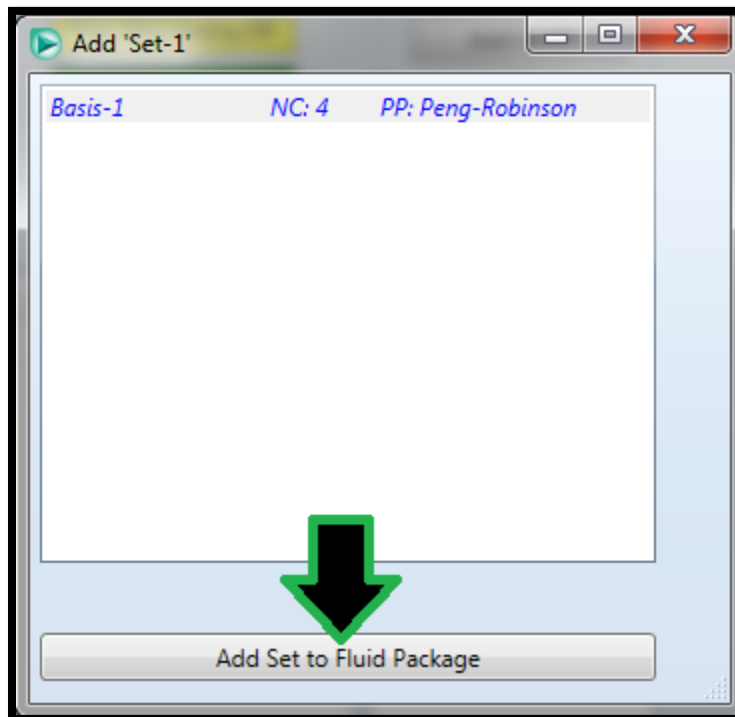 Add 'Set-1'
Basis-1 NC: 4 PP: Peng-Robinson
Add Set to Fluid Package